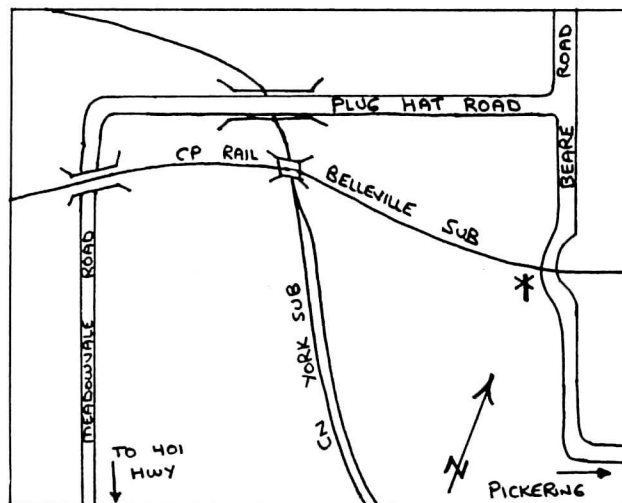 ROAD
PLUG HAT ROAD
BEARE
CP RAIL
BELLEVILLE SUB
MEADOWVALE ROAD
YORK SUB
CN
TO 401
HWY
N
PICKERING